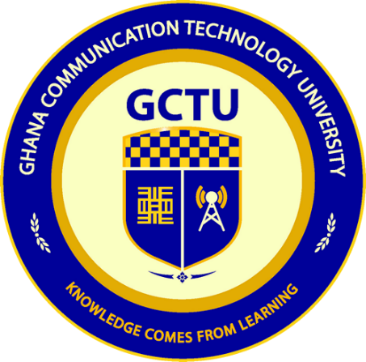 GHANA COMMUNICATION TECHNOLOGY UNIVERSITY
GCTU
KNOWLEDGE COMES FROM LEARNING